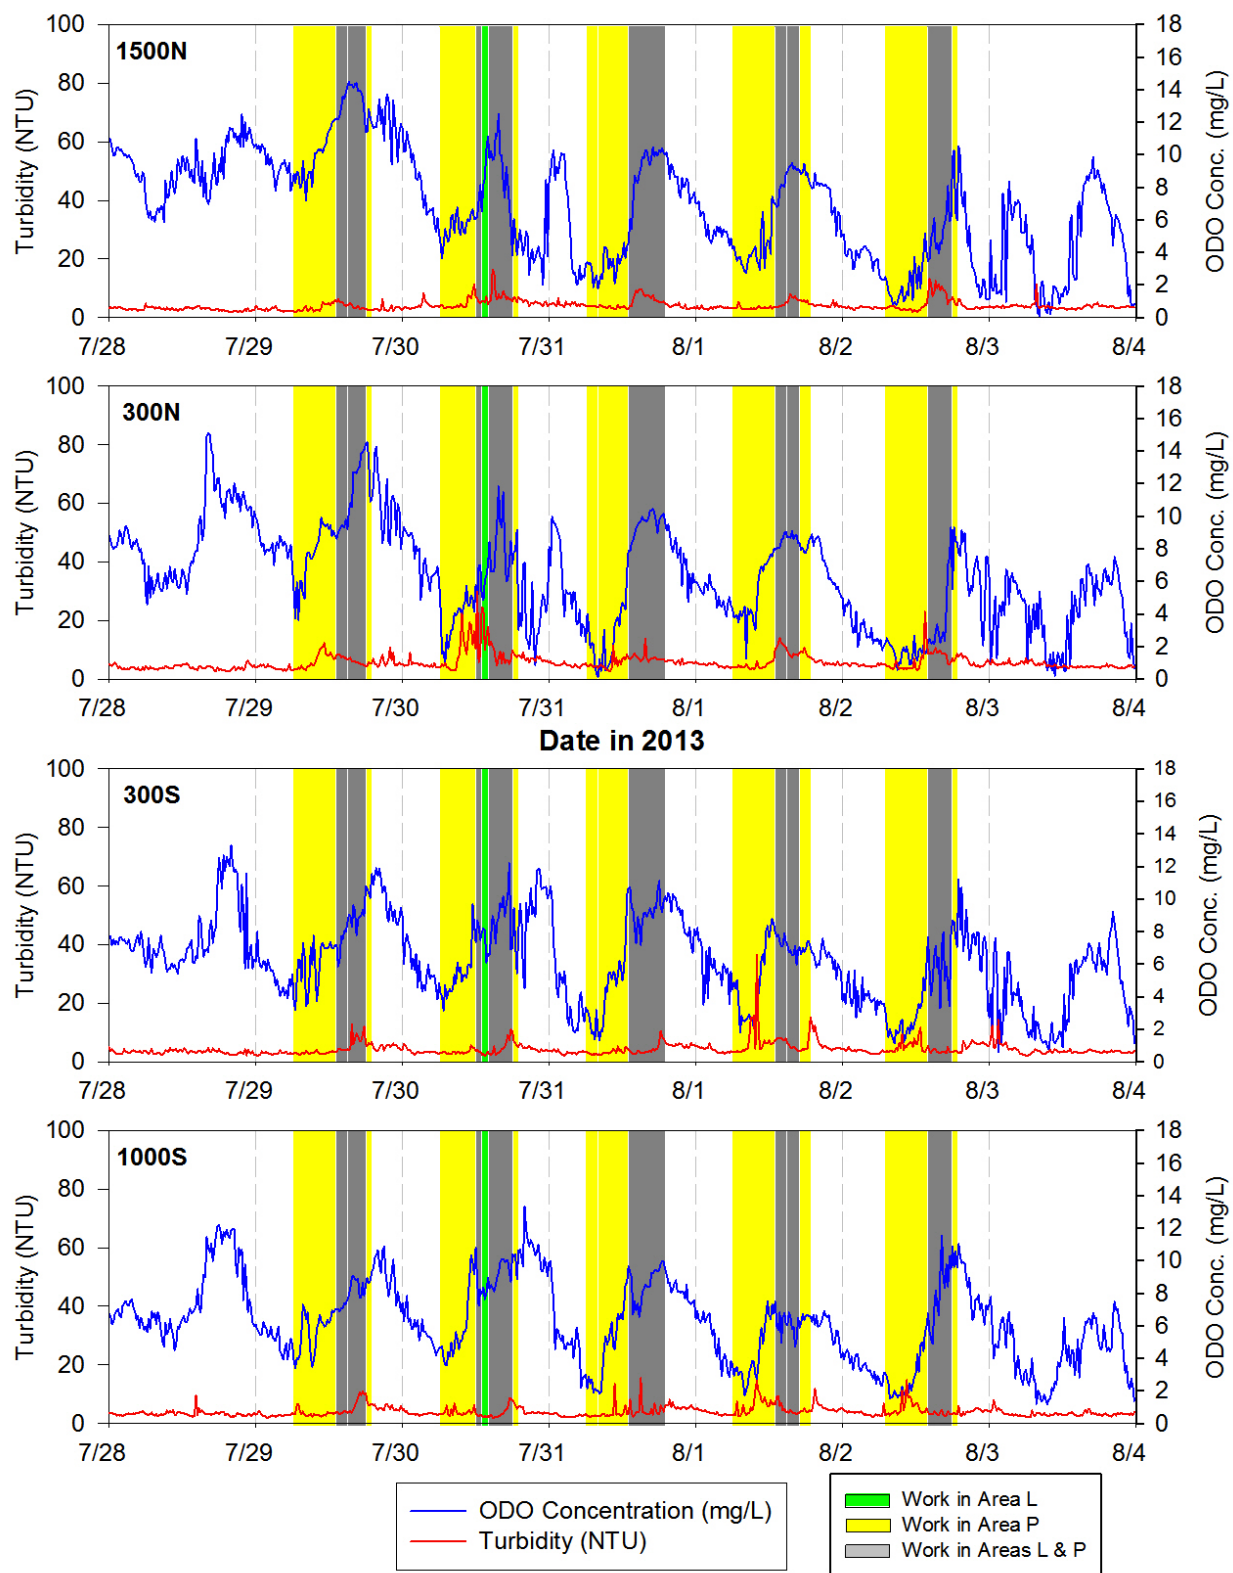 1500N
Turbidity (NTU)
100
80
60
40
20
0
18
16
14
12
10
8
6
4
2
0
ODO Conc. (mg/L)
7/28 7/29 7/30 7/31 8/1 8/2 8/3 8/4
300N
Turbidity (NTU)
100
80
60
40
20
0
18
16
14
12
10
8
6
4
2
0
ODO Conc. (mg/L)
7/28 7/29 7/30 7/31 8/1 8/2 8/3 8/4
Date in 2013
300S
Turbidity (NTU)
100
80
60
40
20
0
18
16
14
12
10
8
6
4
2
0
ODO Conc. (mg/L)
7/28 7/29 7/30 7/31 8/1 8/2 8/3 8/4
1000S
Turbidity (NTU)
100
80
60
40
20
0
18
16
14
12
10
8
6
4
2
0
ODO Conc. (mg/L)
7/28 7/29 7/30 7/31 8/1 8/2 8/3 8/4
ODO Concentration (mg/L)
Turbidity (NTU)
Work in Area L
Work in Area P
Work in Areas L & P